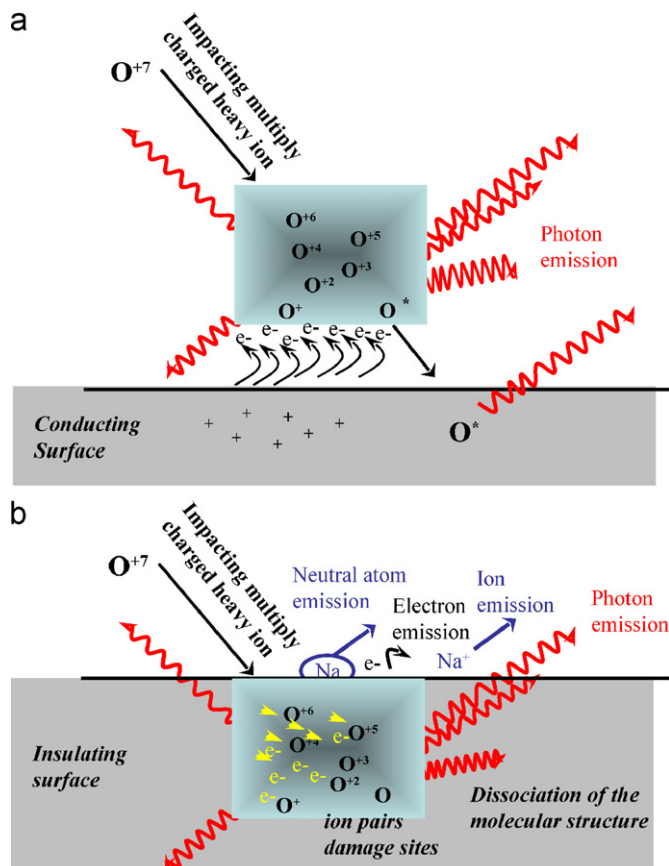 a
O+7
Impacting multiply
charged heavy ion
O+6
O+5
O+4
O+3
O+2
O+
O*
Photon
emission
e- e- e- e- e- e- e- e-
Conducting
Surface
+ + + + + + + +
O*
b
O+7
Impacting multiply
charged heavy ion
Neutral atom
emission
Electron
emission
Ion
emission
Photon
emission
Na
e-
Na+
Insulating
surface
O+6
O+5
e-
O+4
e-
O+3
e- e- e-
O+2
e-
O+
O
ion pairs
damage sites
Dissociation of the
molecular structure